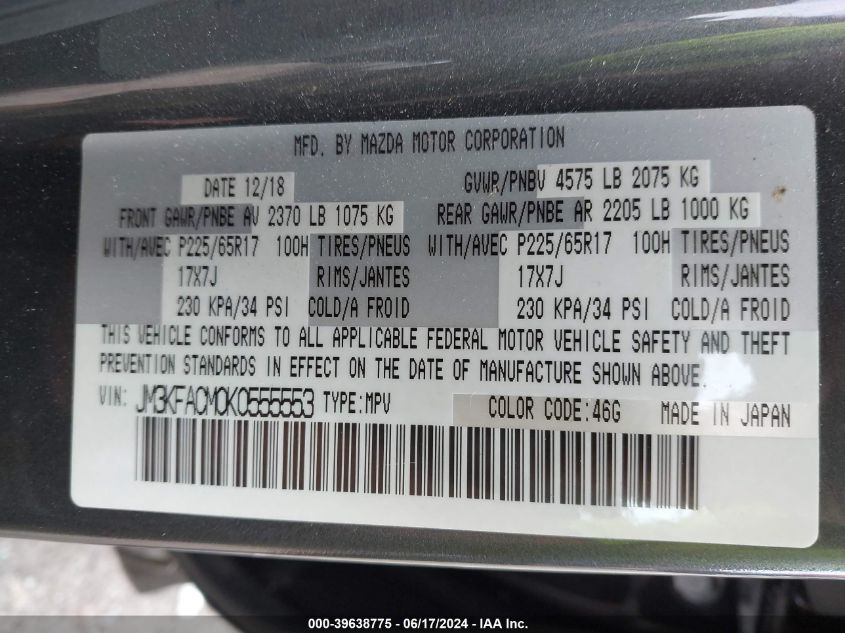 MFD. BY MAZDA MOTOR CORPORATION
DATE 12/18 GVWR/PNBV 4575 LB 2075 KG
FRONT GAWR/PNBE AV 2370 LB 1075 KG REAR GAWR/PNBE AR 2205 LB 1000 KG
WITH/AVEC P225/65R17 100H TIRES/PNEUS WITH/AVEC P225/65R17 100H TIRES/PNEUS
17X7J RIMS/JANTES 17X7J RIMS/JANTES
230 KPA/34 PSI COLD/A FROID 230 KPA/34 PSI COLD/A FROID
THIS VEHICLE CONFORMS TO ALL APPLICABLE FEDERAL MOTOR VEHICLE SAFETY AND THEFT
PREVENTION STANDARDS IN EFFECT ON THE DATE OF MANUFACTURE SHOWN ABOVE.
VIN: JM3KFACM0K0555553 TYPE:MPV COLOR CODE:46G MADE IN JAPAN
000-39638775 - 06/17/2024 - IAA Inc.